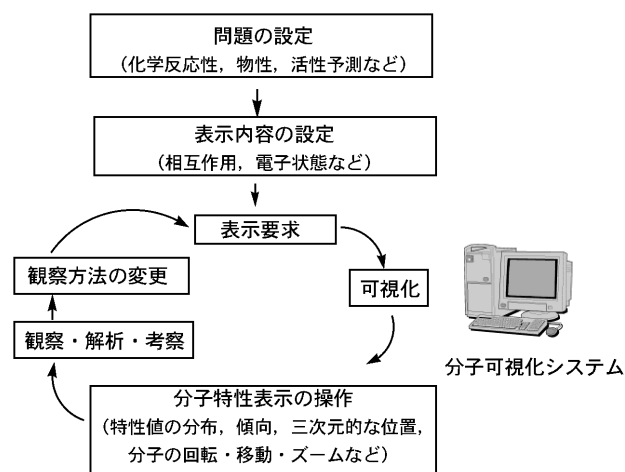 問題の設定
（化学反応性，物性，活性予測など）
表示内容の設定
（相互作用，電子状態など）
表示要求
観察方法の変更
可視化
観察・解析・考察
分子可視化システム
分子特性表示の操作
（特性値の分布，傾向，三次元的な位置，
分子の回転・移動・ズームなど）